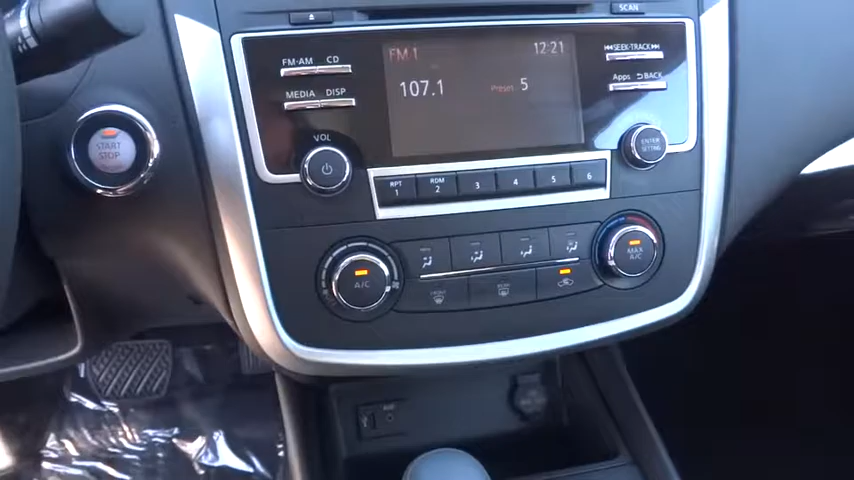 SCAN
FM·AM CD
FM 1
12:21
SEEK·TRACK
107.1
Preset 5
MEDIA DISP
Apps BACK
START
STOP
VOL
ENTER
SETTING
RPT
1
RDM
2
3
4
5
6
A/C
MAX
A/C
AUX